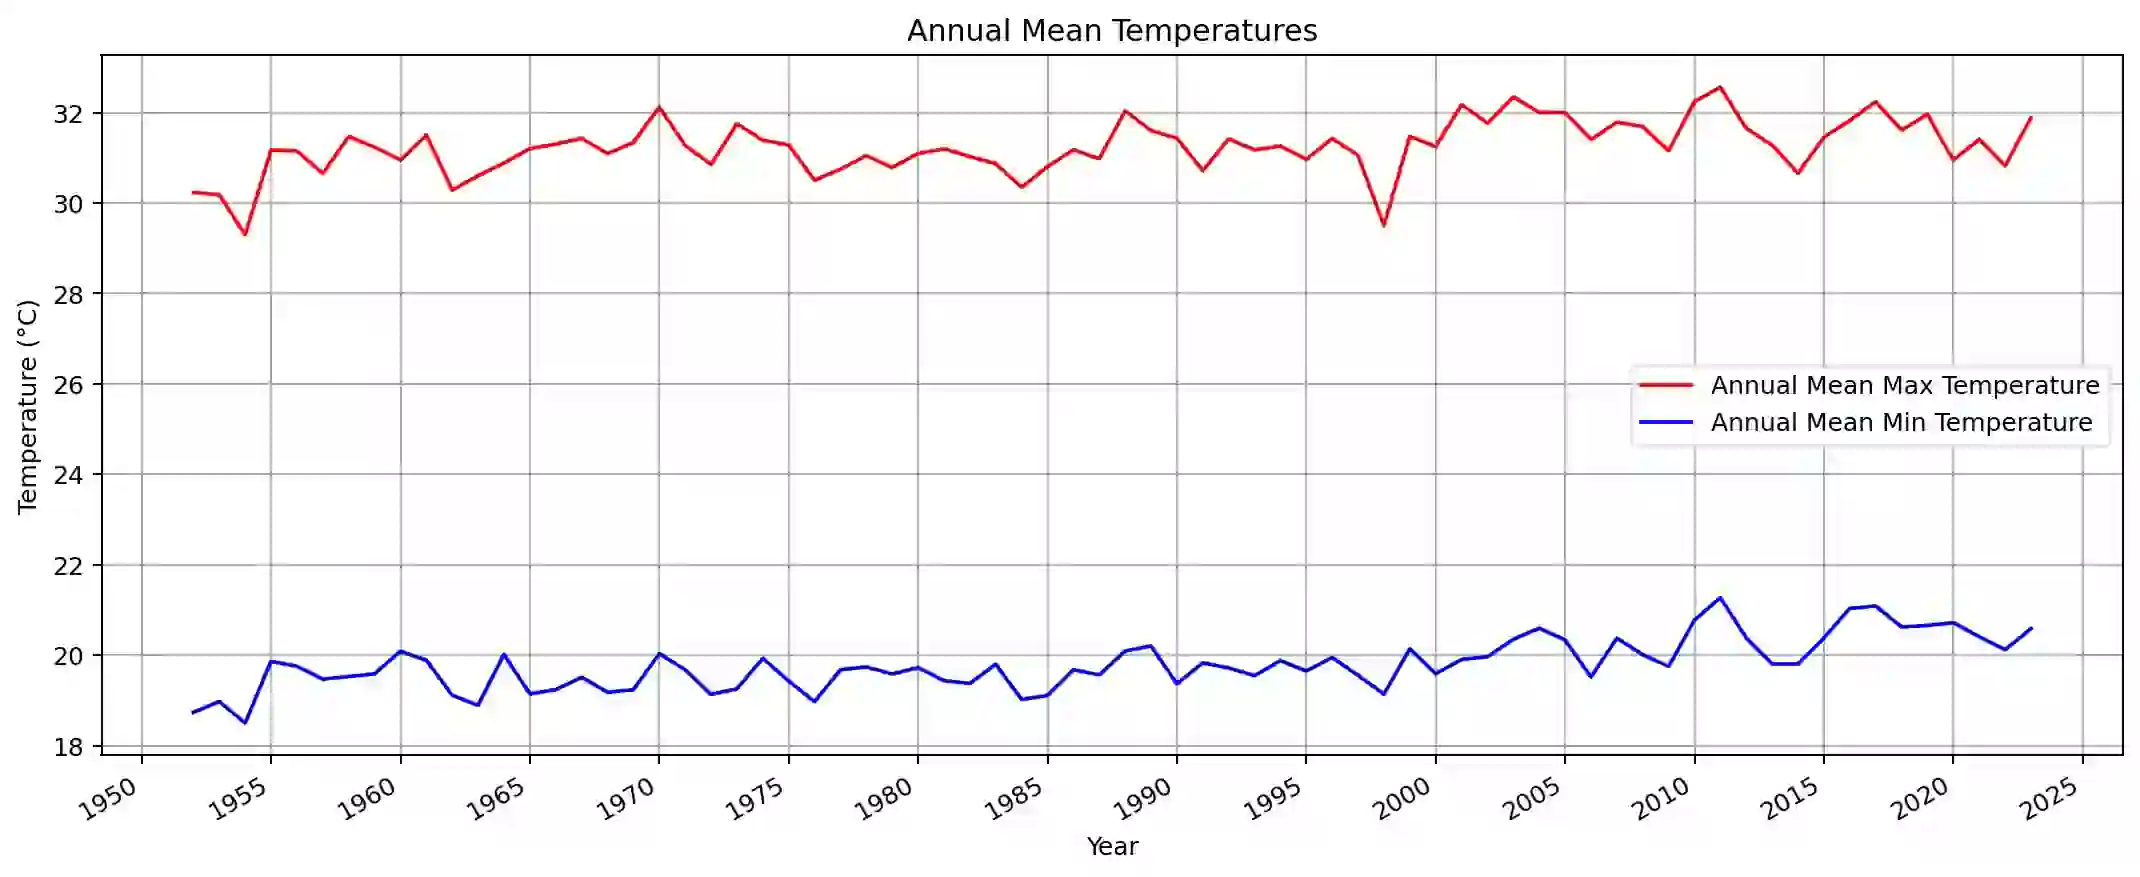 Annual Mean Temperatures
Temperature (°C)
32
30
28
26
24
22
20
18
Annual Mean Max Temperature
Annual Mean Min Temperature
1950 1955 1960 1965 1970 1975 1980 1985 1990 1995 2000 2005 2010 2015 2020 2025
Year